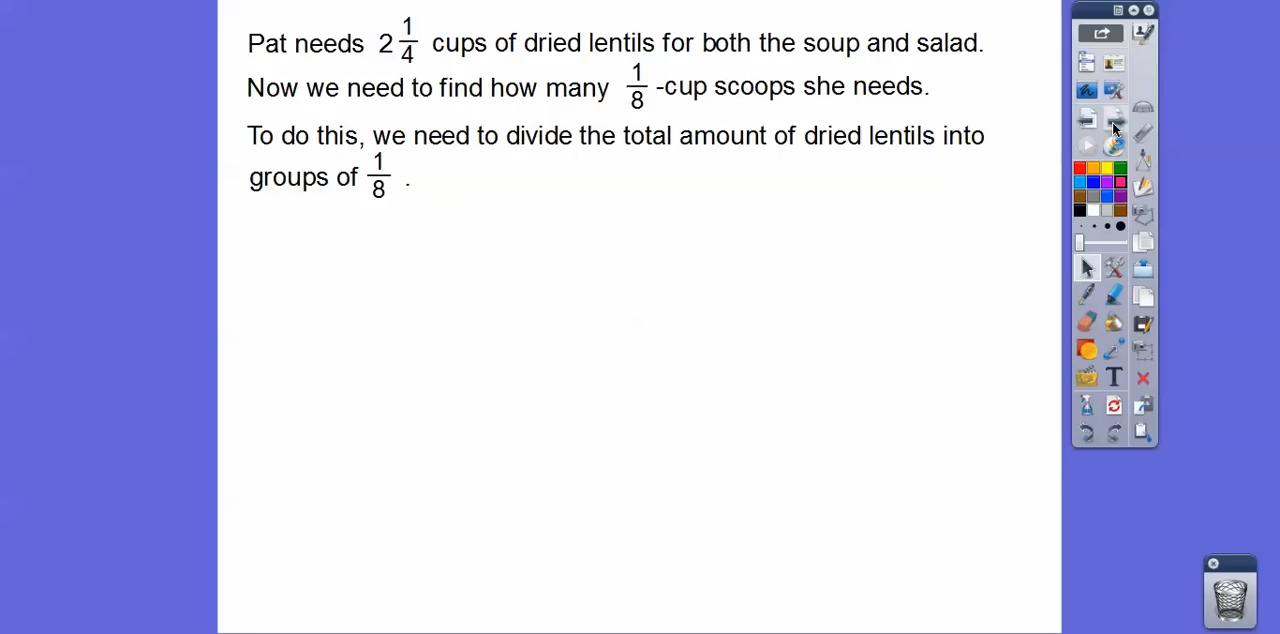 Pat needs 2 1/4 cups of dried lentils for both the soup and salad.
Now we need to find how many 1/8 -cup scoops she needs.
To do this, we need to divide the total amount of dried lentils into
groups of 1/8 .
T